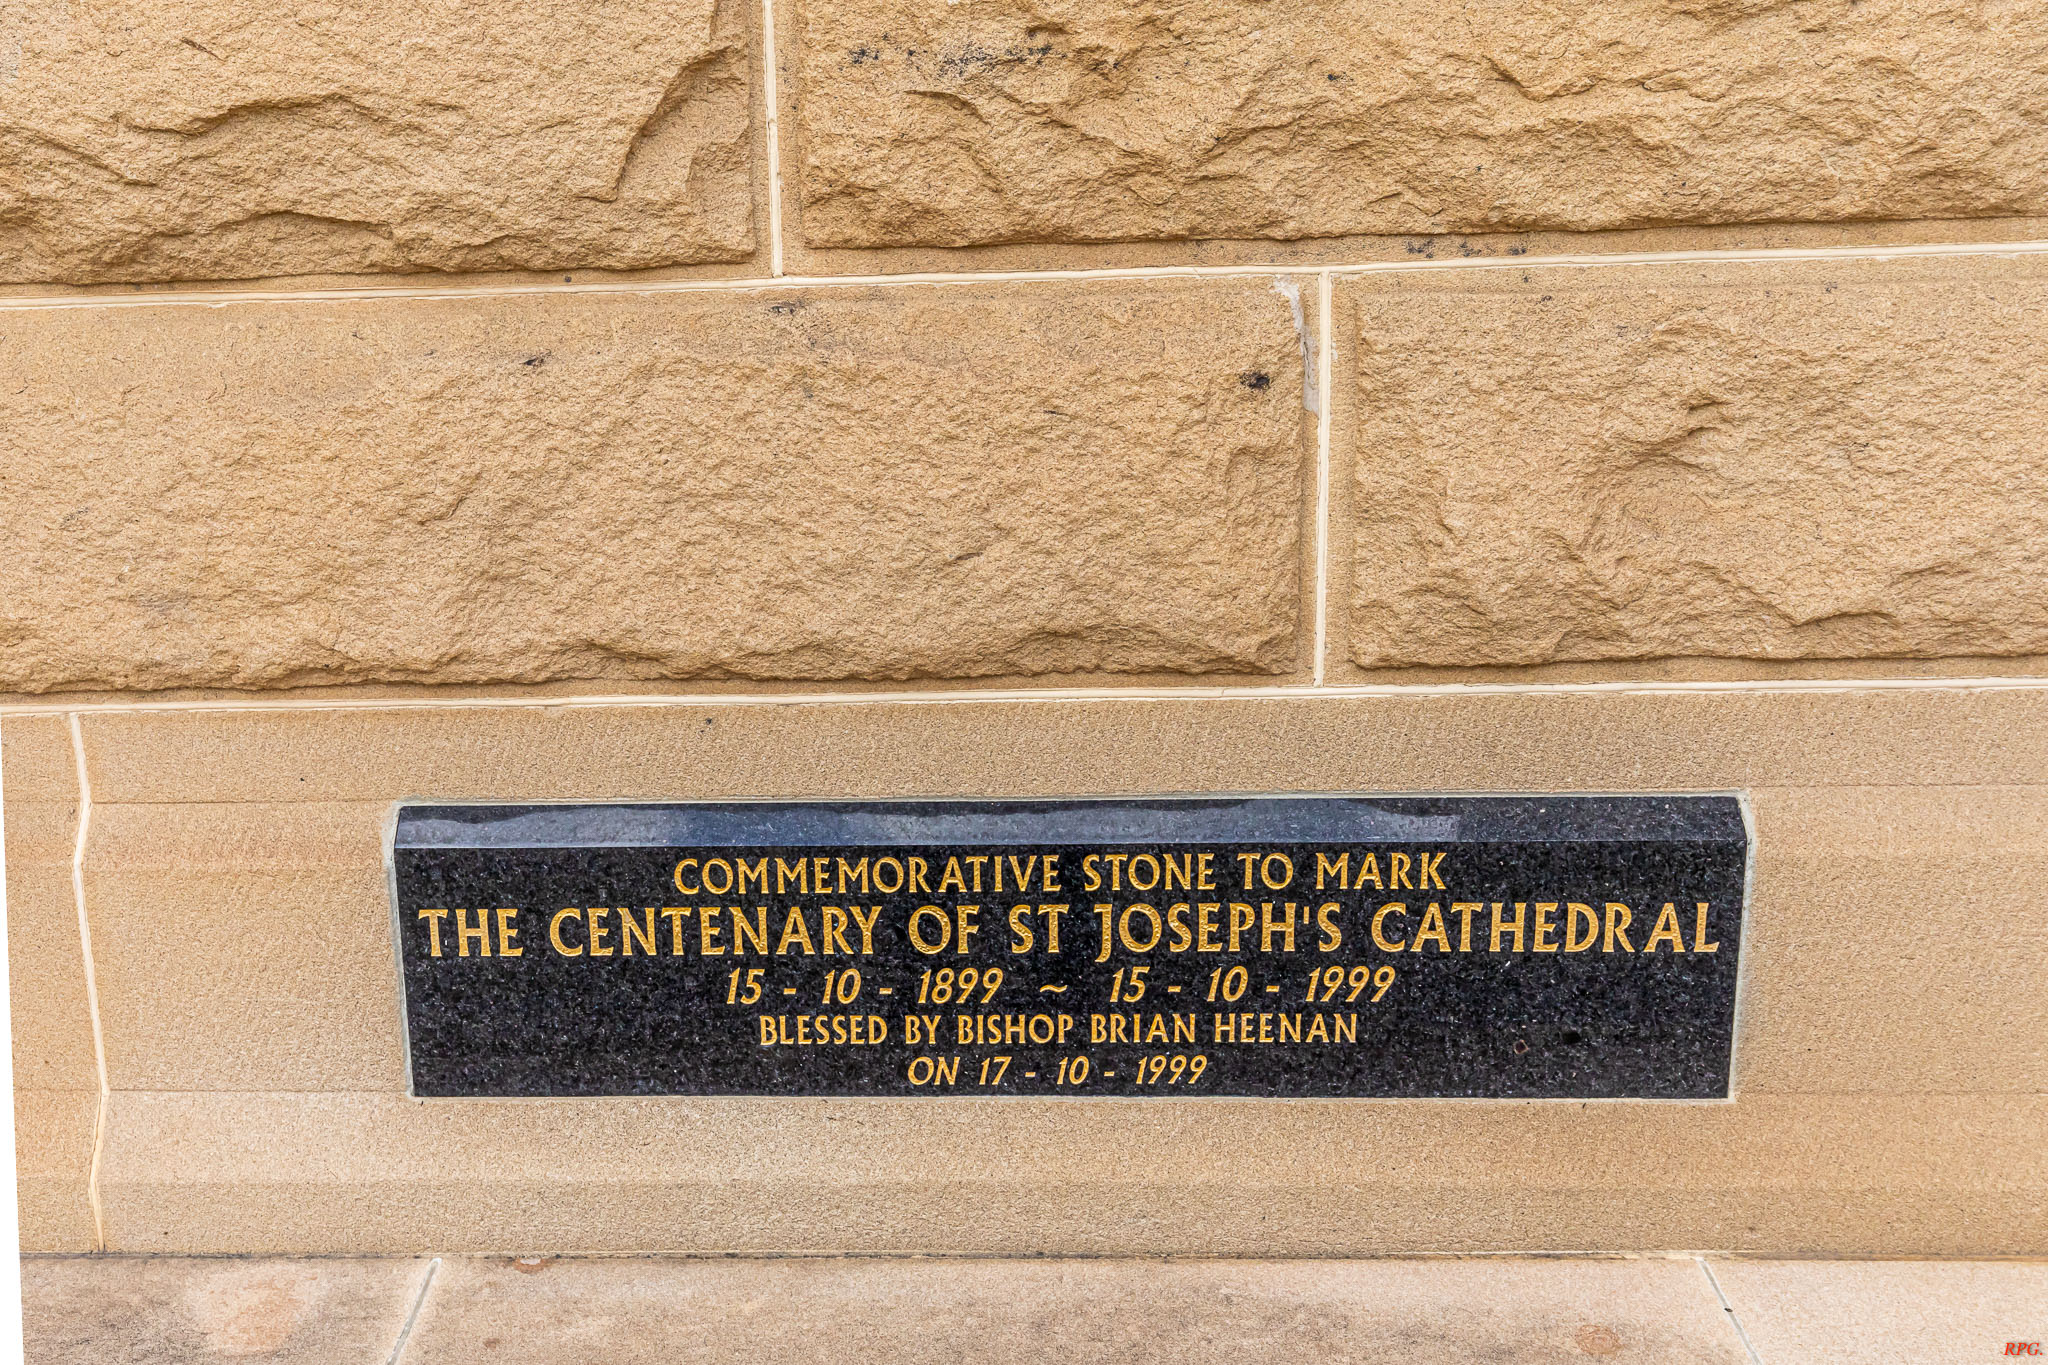 COMMEMORATIVE STONE TO MARK
THE CENTENARY OF ST JOSEPH'S CATHEDRAL
15 - 10 - 1899 ~ 15 - 10 - 1999
BLESSED BY BISHOP BRIAN HEENAN
ON 17 - 10 - 1999
RPG.